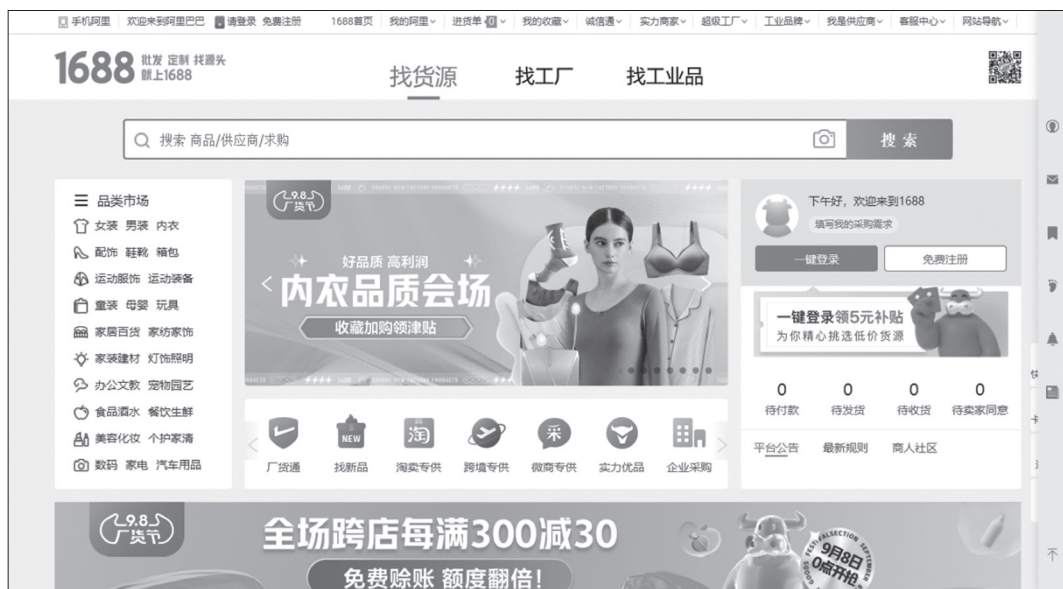 手机阿里 欢迎来到阿里巴巴 请登录 免费注册 1688首页 我的阿里 进货单 0 我的收藏 诚信通 实力商家 超级工厂 工业品牌 我是供应商 客服中心 网站导航
1688 批发 定制 找源头
就上1688
找货源 找工厂 找工业品
搜索 商品/供应商/求购 搜索
品类市场
女装 男装 内衣
配饰 鞋靴 箱包
运动服饰 运动装备
童装 母婴 玩具
家居百货 家纺家饰
家装建材 灯饰照明
办公文教 宠物园艺
食品酒水 餐饮生鲜
美容化妆 个护家清
数码 家电 汽车用品
9.8
厂货节
好品质 高利润
内衣品质会场
收藏加购领津贴
下午好,欢迎来到1688
填写我的采购需求
一键登录 免费注册
一键登录领5元补贴
为你精心挑选低价货源
0 0 0 0
待付款 待发货 待收货 待卖家同意
平台公告 最新规则 商人社区
NEW 淘 采
厂货通 找新品 淘卖专供 跨境专供 微商专供 实力优品 企业采购
9.8
厂货节
全场跨店每满300减30
免费赊账 额度翻倍!
9月8日
0点开抢